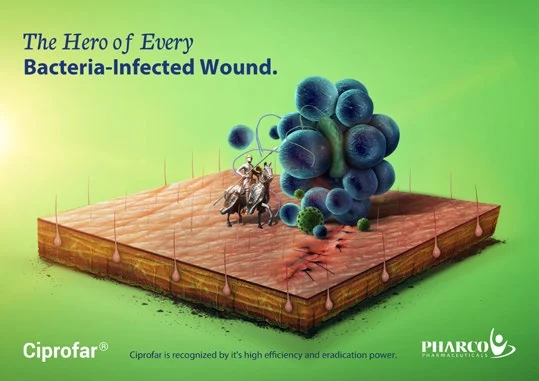 The Hero of Every
Bacteria-Infected Wound.
Ciprofar®
Ciprofar is recognized by it's high efficiency and eradication power.
PHARCO
PHARMACEUTICALS